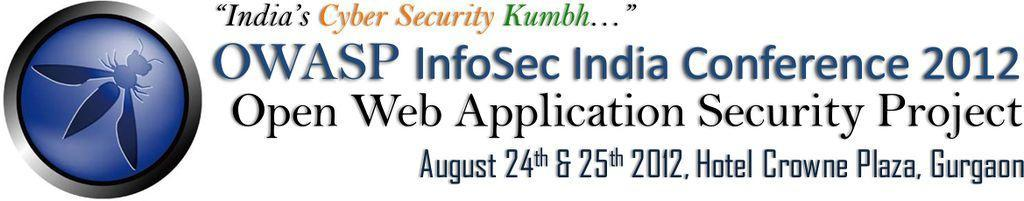 “India’s Cyber Security Kumbh...”
OWASP InfoSec India Conference 2012
Open Web Application Security Project
August 24th & 25th 2012, Hotel Crowne Plaza, Gurgaon